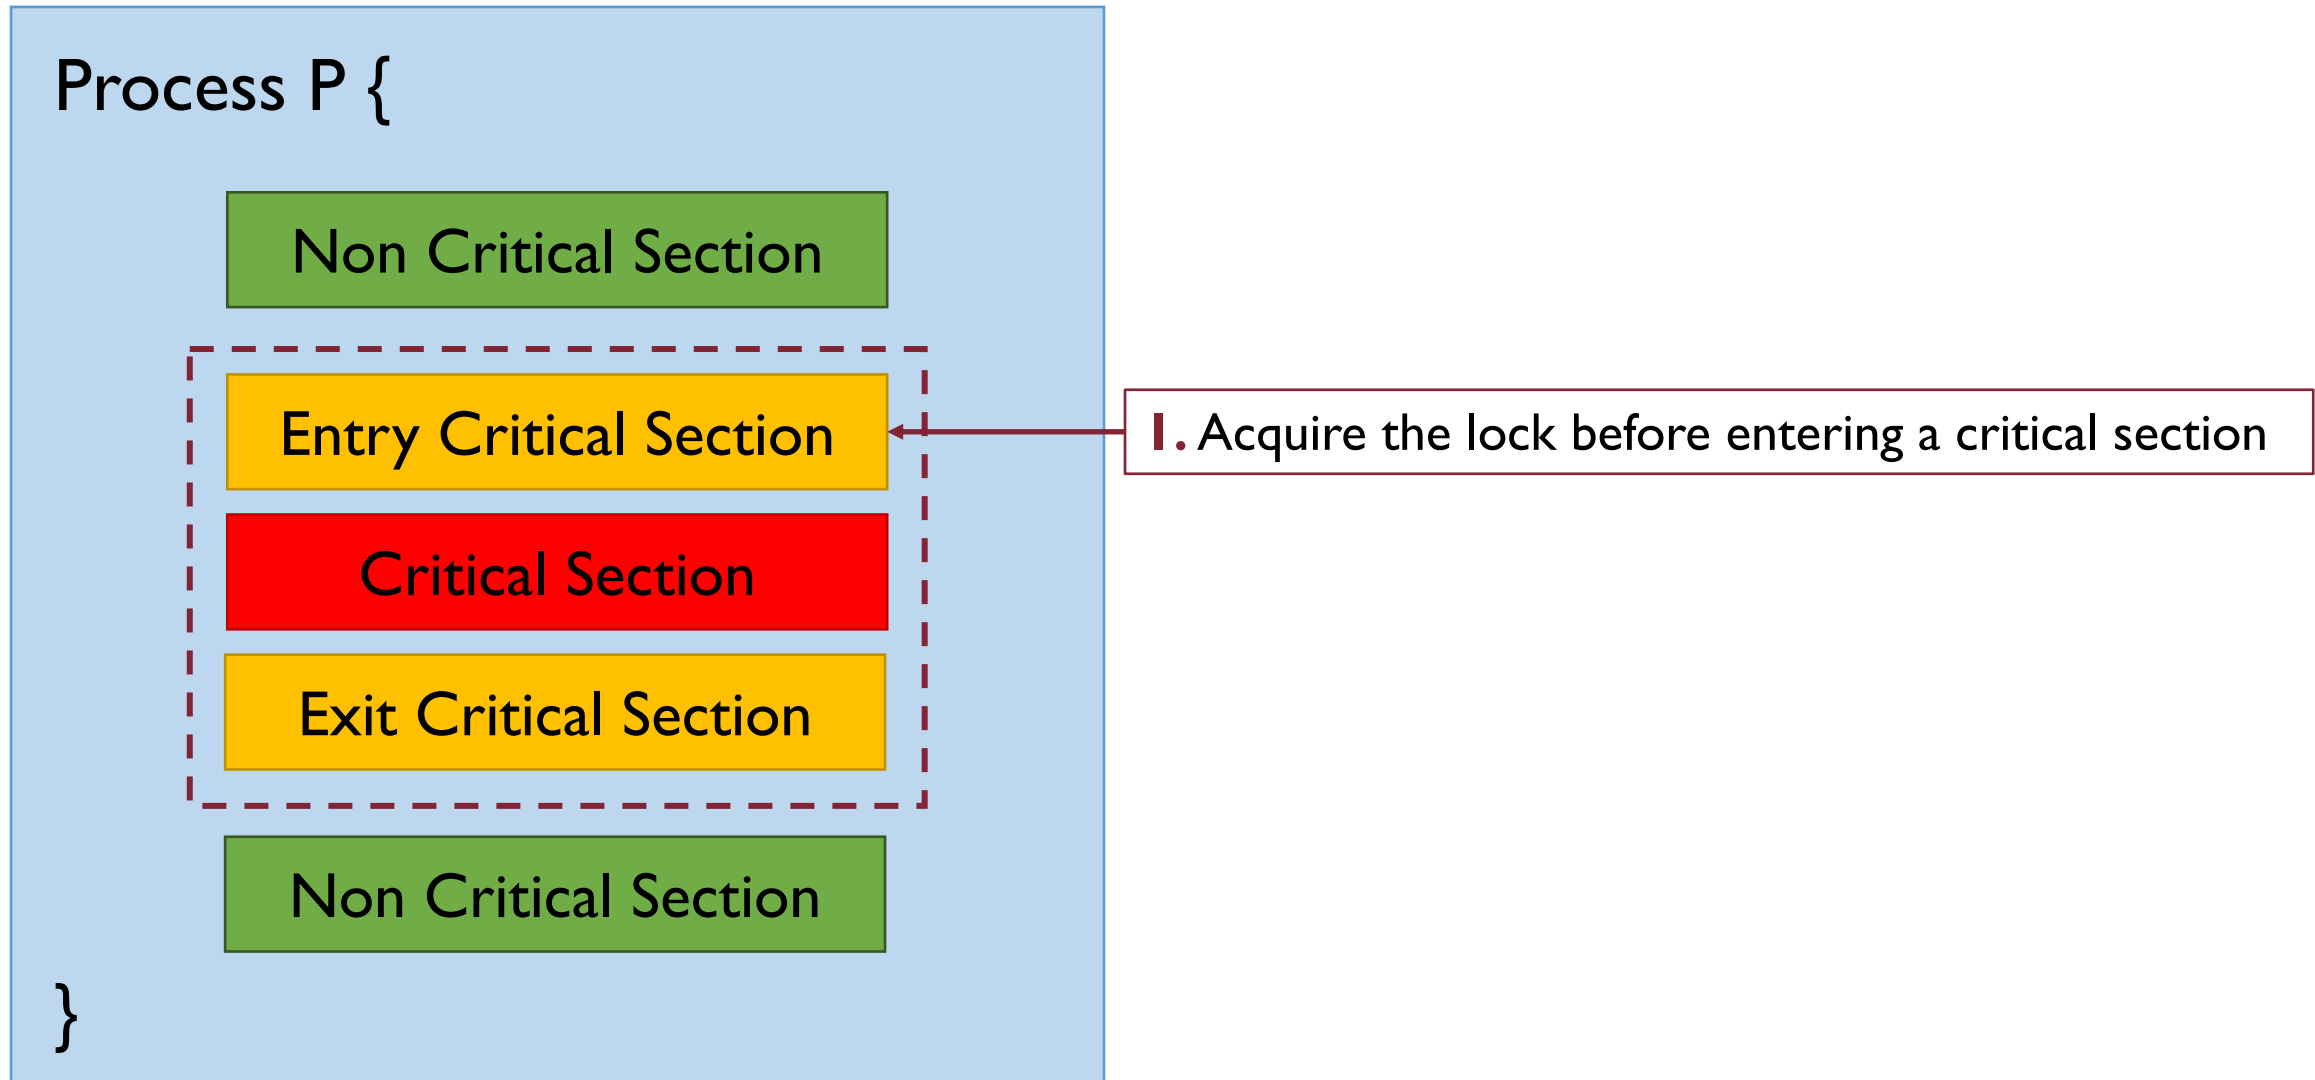 Process P {
Non Critical Section
Entry Critical Section
1. Acquire the lock before entering a critical section
Critical Section
Exit Critical Section
Non Critical Section
}